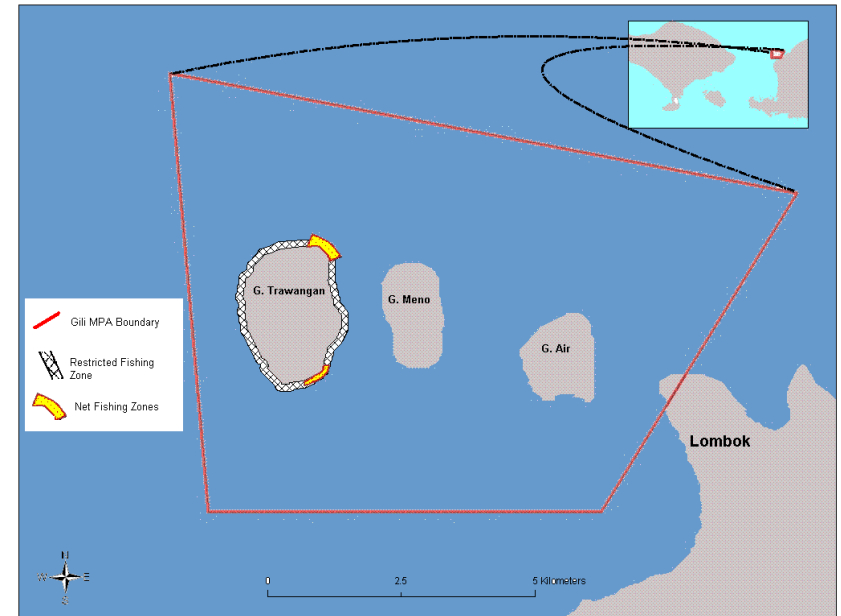 G. Trawangan
G. Meno
G. Air
Gili MPA Boundary
Restricted Fishing
Zone
Net Fishing Zones
Lombok
N
W
E
S
0
2.5
5 Kilometers